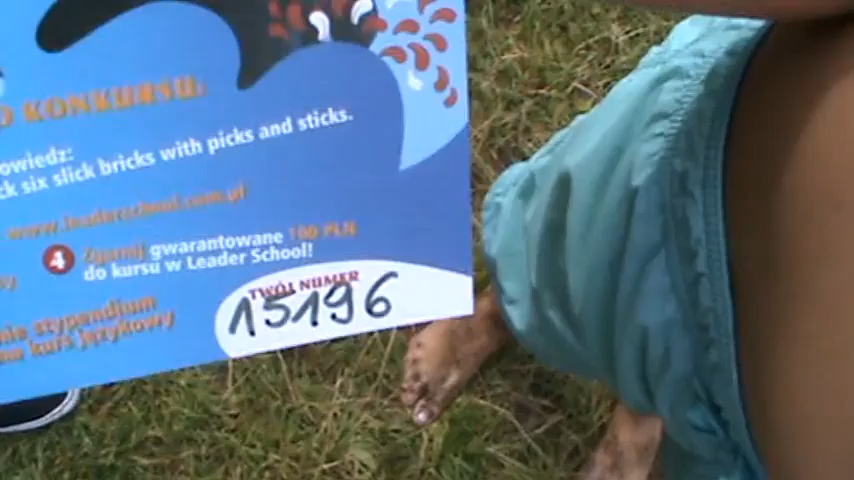 KONKURSU
ck six slick bricks with picks and sticks.
www.leaderschool.com.pl
4 Zgarnij gwarantowane 100 PLN
do kursu w Leader School!
TWÓJ NUMER
15196
stypendium
kurs językowy